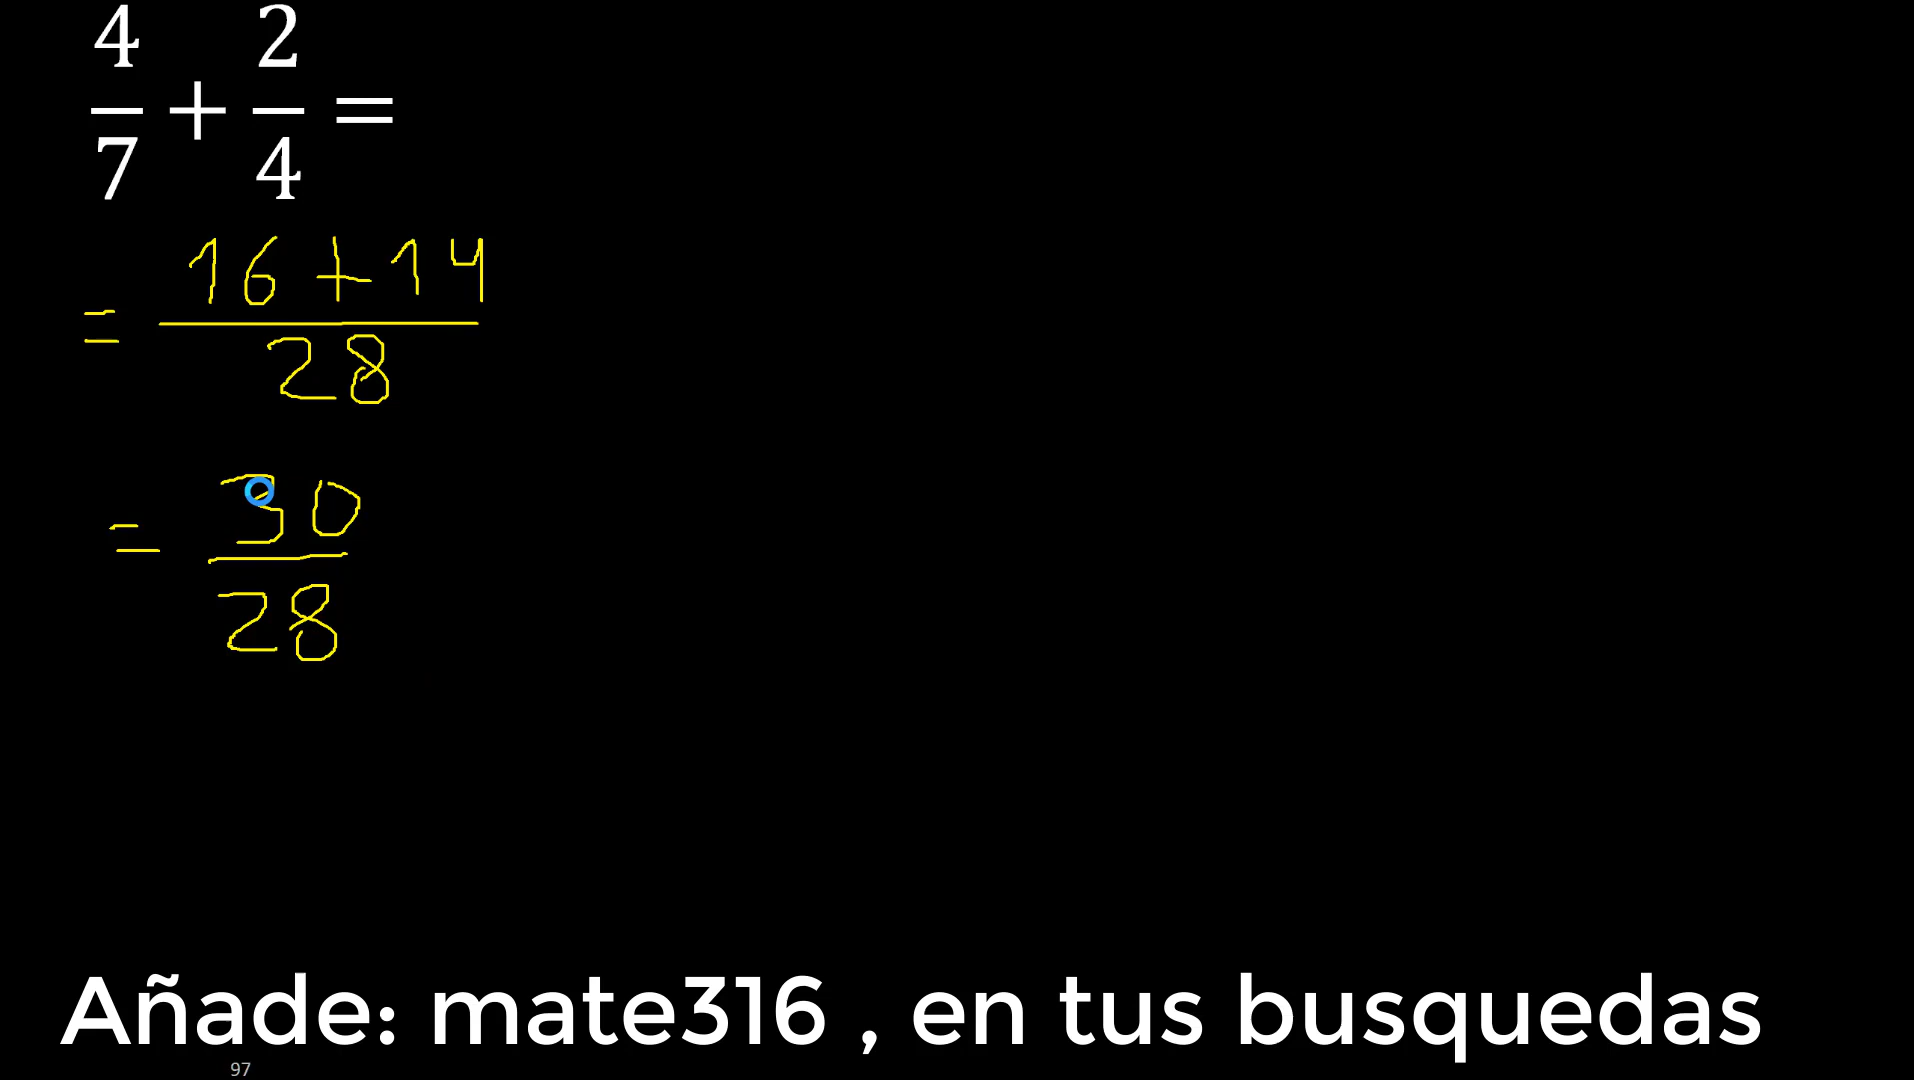 4/7 + 2/4 =
= 16 + 14 / 28
= 30 / 28
Añade: mate316 , en tus busquedas
97